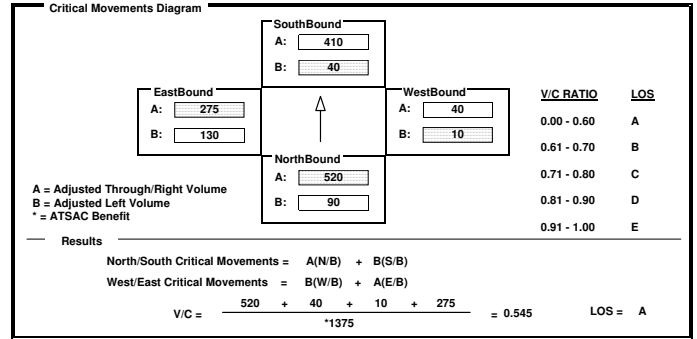 Critical Movements Diagram
SouthBound
A: 410
B: 40
EastBound
A: 275
B: 130
WestBound
A: 40
B: 10
NorthBound
A: 520
B: 90
V/C RATIO LOS
0.00 - 0.60 A
0.61 - 0.70 B
0.71 - 0.80 C
0.81 - 0.90 D
0.91 - 1.00 E
A = Adjusted Through/Right Volume
B = Adjusted Left Volume
* = ATSAC Benefit
Results
North/South Critical Movements = A(N/B) + B(S/B)
West/East Critical Movements = B(W/B) + A(E/B)
520 + 40 + 10 + 275
V/C = = 0.545 LOS = A
*1375